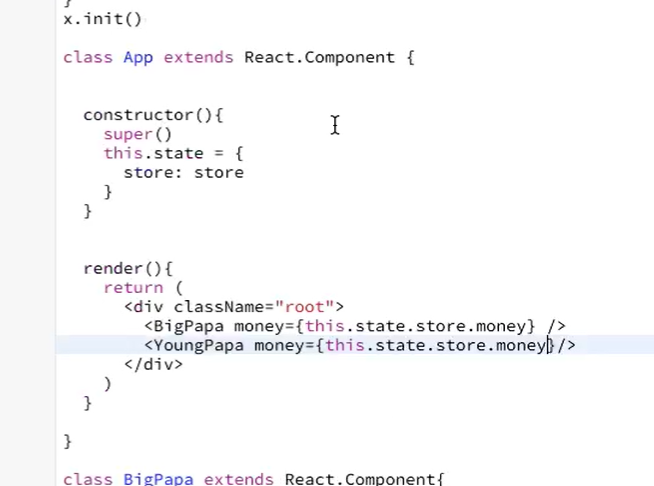 }
x.init()
class App extends React.Component {
constructor(){
super()
this.state = {
store: store
}
}
render(){
return (
<div className="root">
<BigPapa money={this.state.store.money} />
<YoungPapa money={this.state.store.money}/>
</div>
)
}
}
class BigPapa extends React.Component{